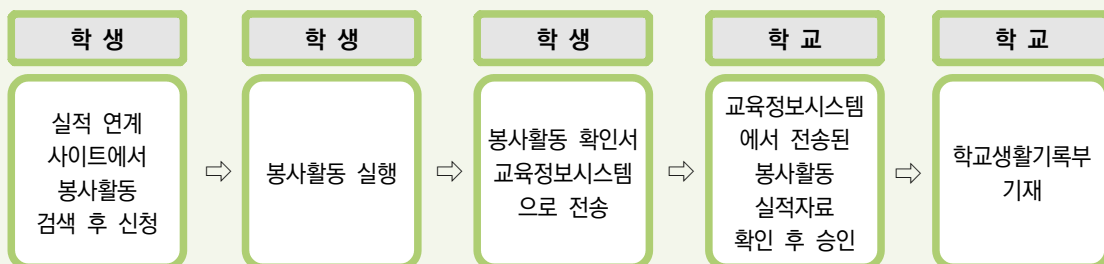 학 생
학 생
학 생
학 교
학 교
실적 연계
사이트에서
봉사활동
검색 후 신청
⇨
봉사활동 실행
⇨
봉사활동 확인서
교육정보시스템
으로 전송
⇨
교육정보시스템
에서 전송된
봉사활동
실적자료
확인 후 승인
⇨
학교생활기록부
기재